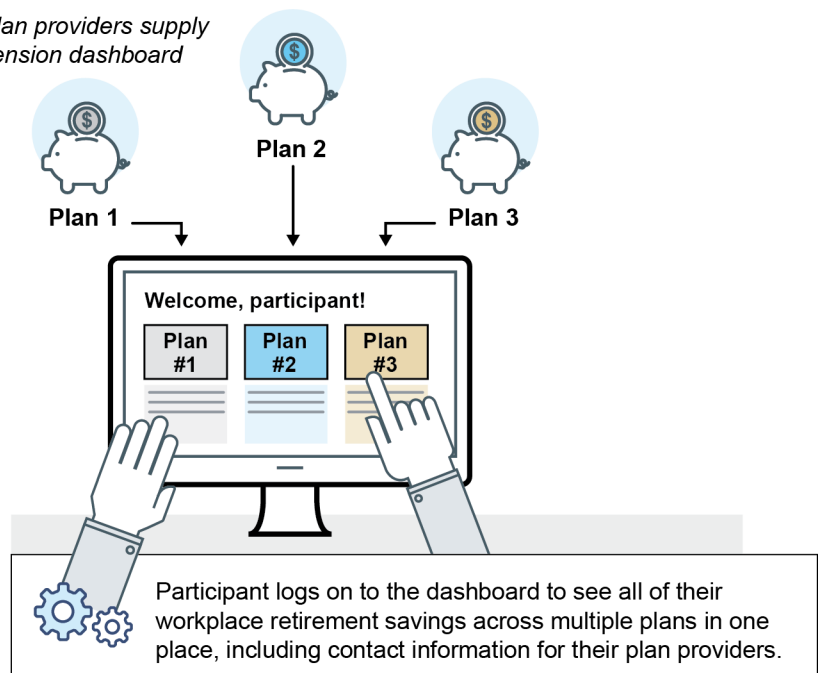 lan providers supply
ension dashboard
$
$
$
Plan 2
Plan 1
Plan 3
Welcome, participant!
Plan #1
Plan #2
Plan #3
Participant logs on to the dashboard to see all of their
workplace retirement savings across multiple plans in one
place, including contact information for their plan providers.